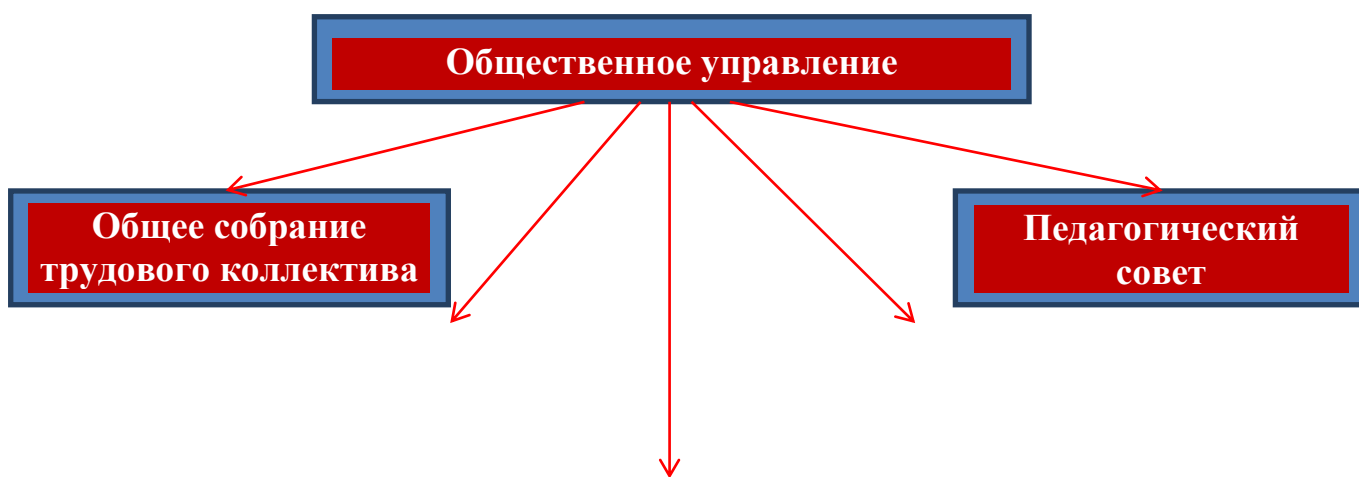 Общественное управление
Общее собрание
трудового коллектива
Педагогический
совет